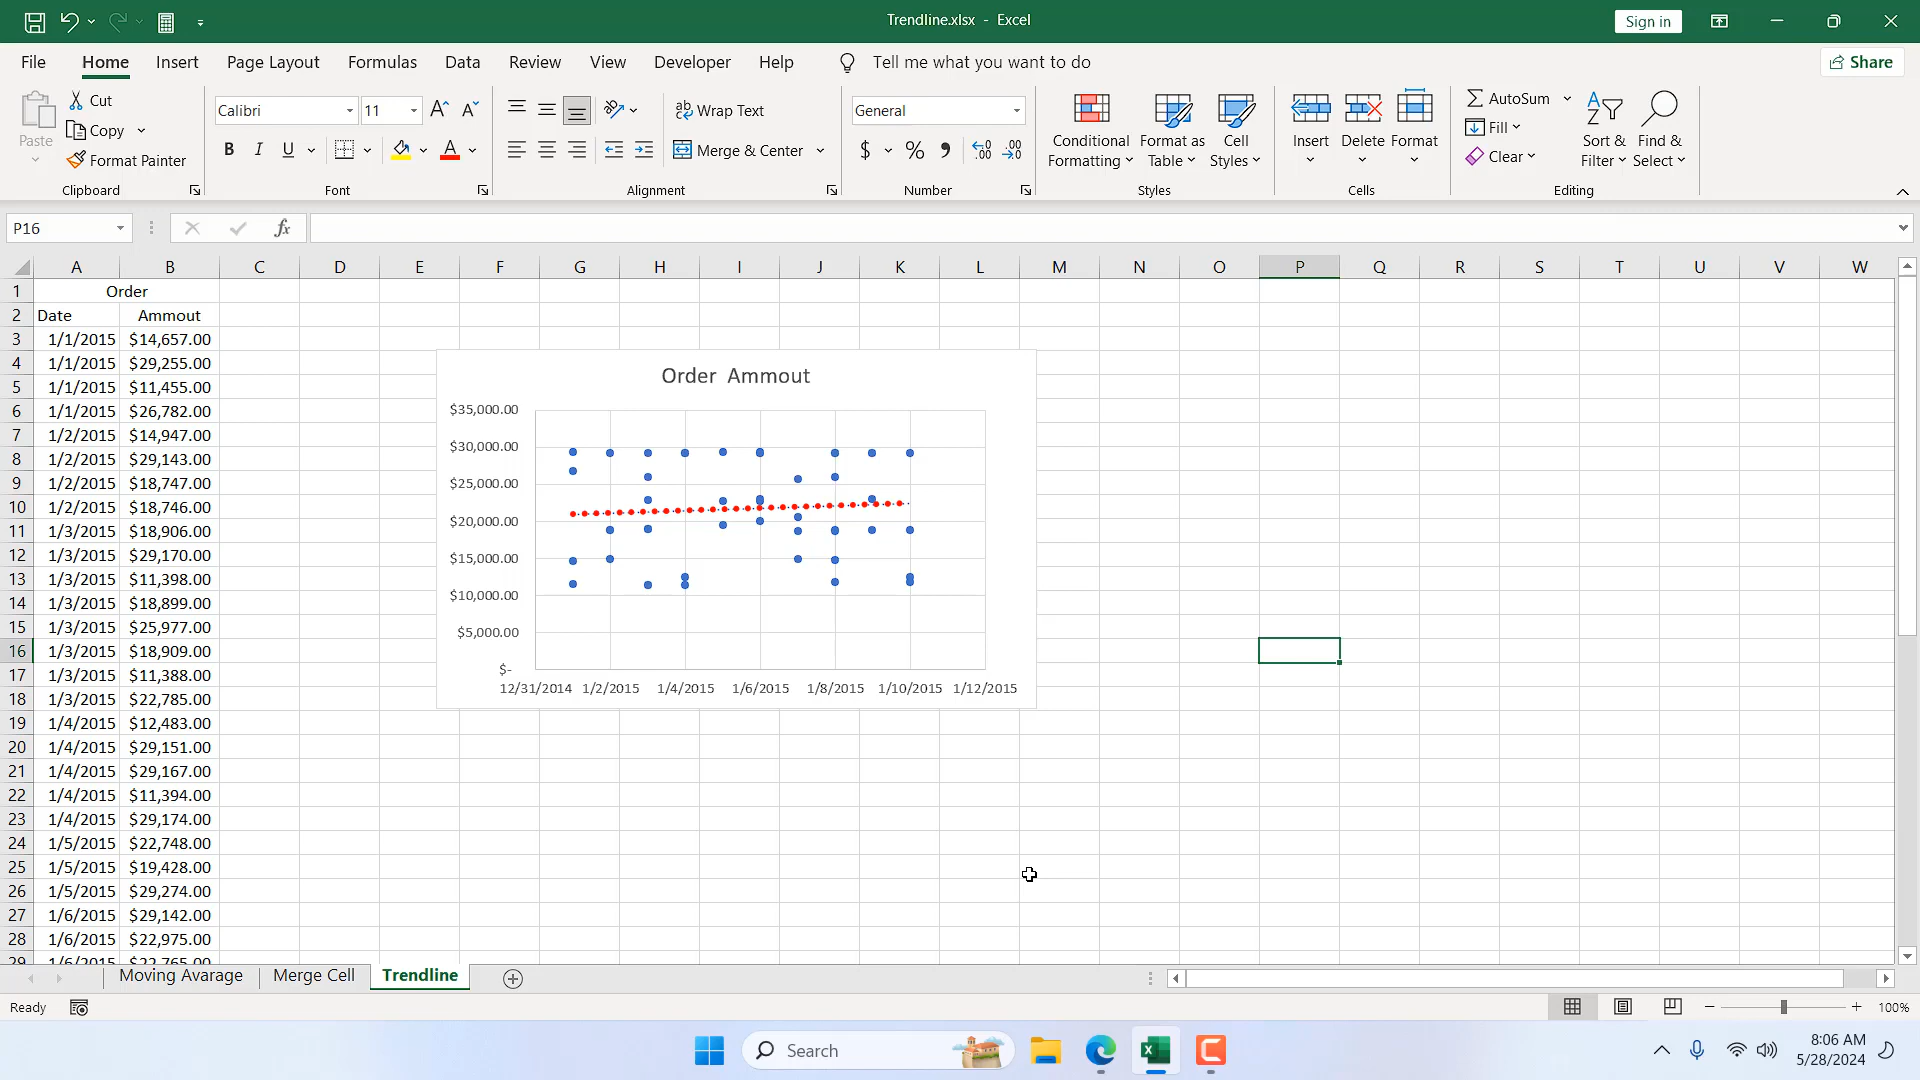 Trendline.xlsx - Excel
Sign in
File Home Insert Page Layout Formulas Data Review View Developer Help Tell me what you want to do Share
Paste
Cut
Copy
Format Painter
Clipboard
Calibri 11
B I U A
Font
Wrap Text
Merge & Center
Alignment
General
$ % ,
Number
Conditional Formatting
Format as Table
Cell Styles
Styles
Insert Delete Format
Cells
AutoSum
Fill
Clear
Sort & Filter
Find & Select
Editing
P16 fx
A B C D E F G H I J K L M N O P Q R S T U V W
1 Order
2 Date Ammout
3 1/1/2015 $14,657.00
4 1/1/2015 $29,255.00
5 1/1/2015 $11,455.00
6 1/1/2015 $26,782.00
7 1/2/2015 $14,947.00
8 1/2/2015 $29,143.00
9 1/2/2015 $18,747.00
10 1/2/2015 $18,746.00
11 1/3/2015 $18,906.00
12 1/3/2015 $29,170.00
13 1/3/2015 $11,398.00
14 1/3/2015 $18,899.00
15 1/3/2015 $25,977.00
16 1/3/2015 $18,909.00
17 1/3/2015 $11,388.00
18 1/3/2015 $22,785.00
19 1/4/2015 $12,483.00
20 1/4/2015 $29,151.00
21 1/4/2015 $29,167.00
22 1/4/2015 $11,394.00
23 1/4/2015 $29,174.00
24 1/5/2015 $22,748.00
25 1/5/2015 $19,428.00
26 1/5/2015 $29,274.00
27 1/6/2015 $29,142.00
28 1/6/2015 $22,975.00
29 1/6/2015 $22,765.00
Order Ammout
$35,000.00
$30,000.00
$25,000.00
$20,000.00
$15,000.00
$10,000.00
$5,000.00
$-
12/31/2014 1/2/2015 1/4/2015 1/6/2015 1/8/2015 1/10/2015 1/12/2015
Moving Avarage Merge Cell Trendline
Ready 100%
Search
8:06 AM
5/28/2024